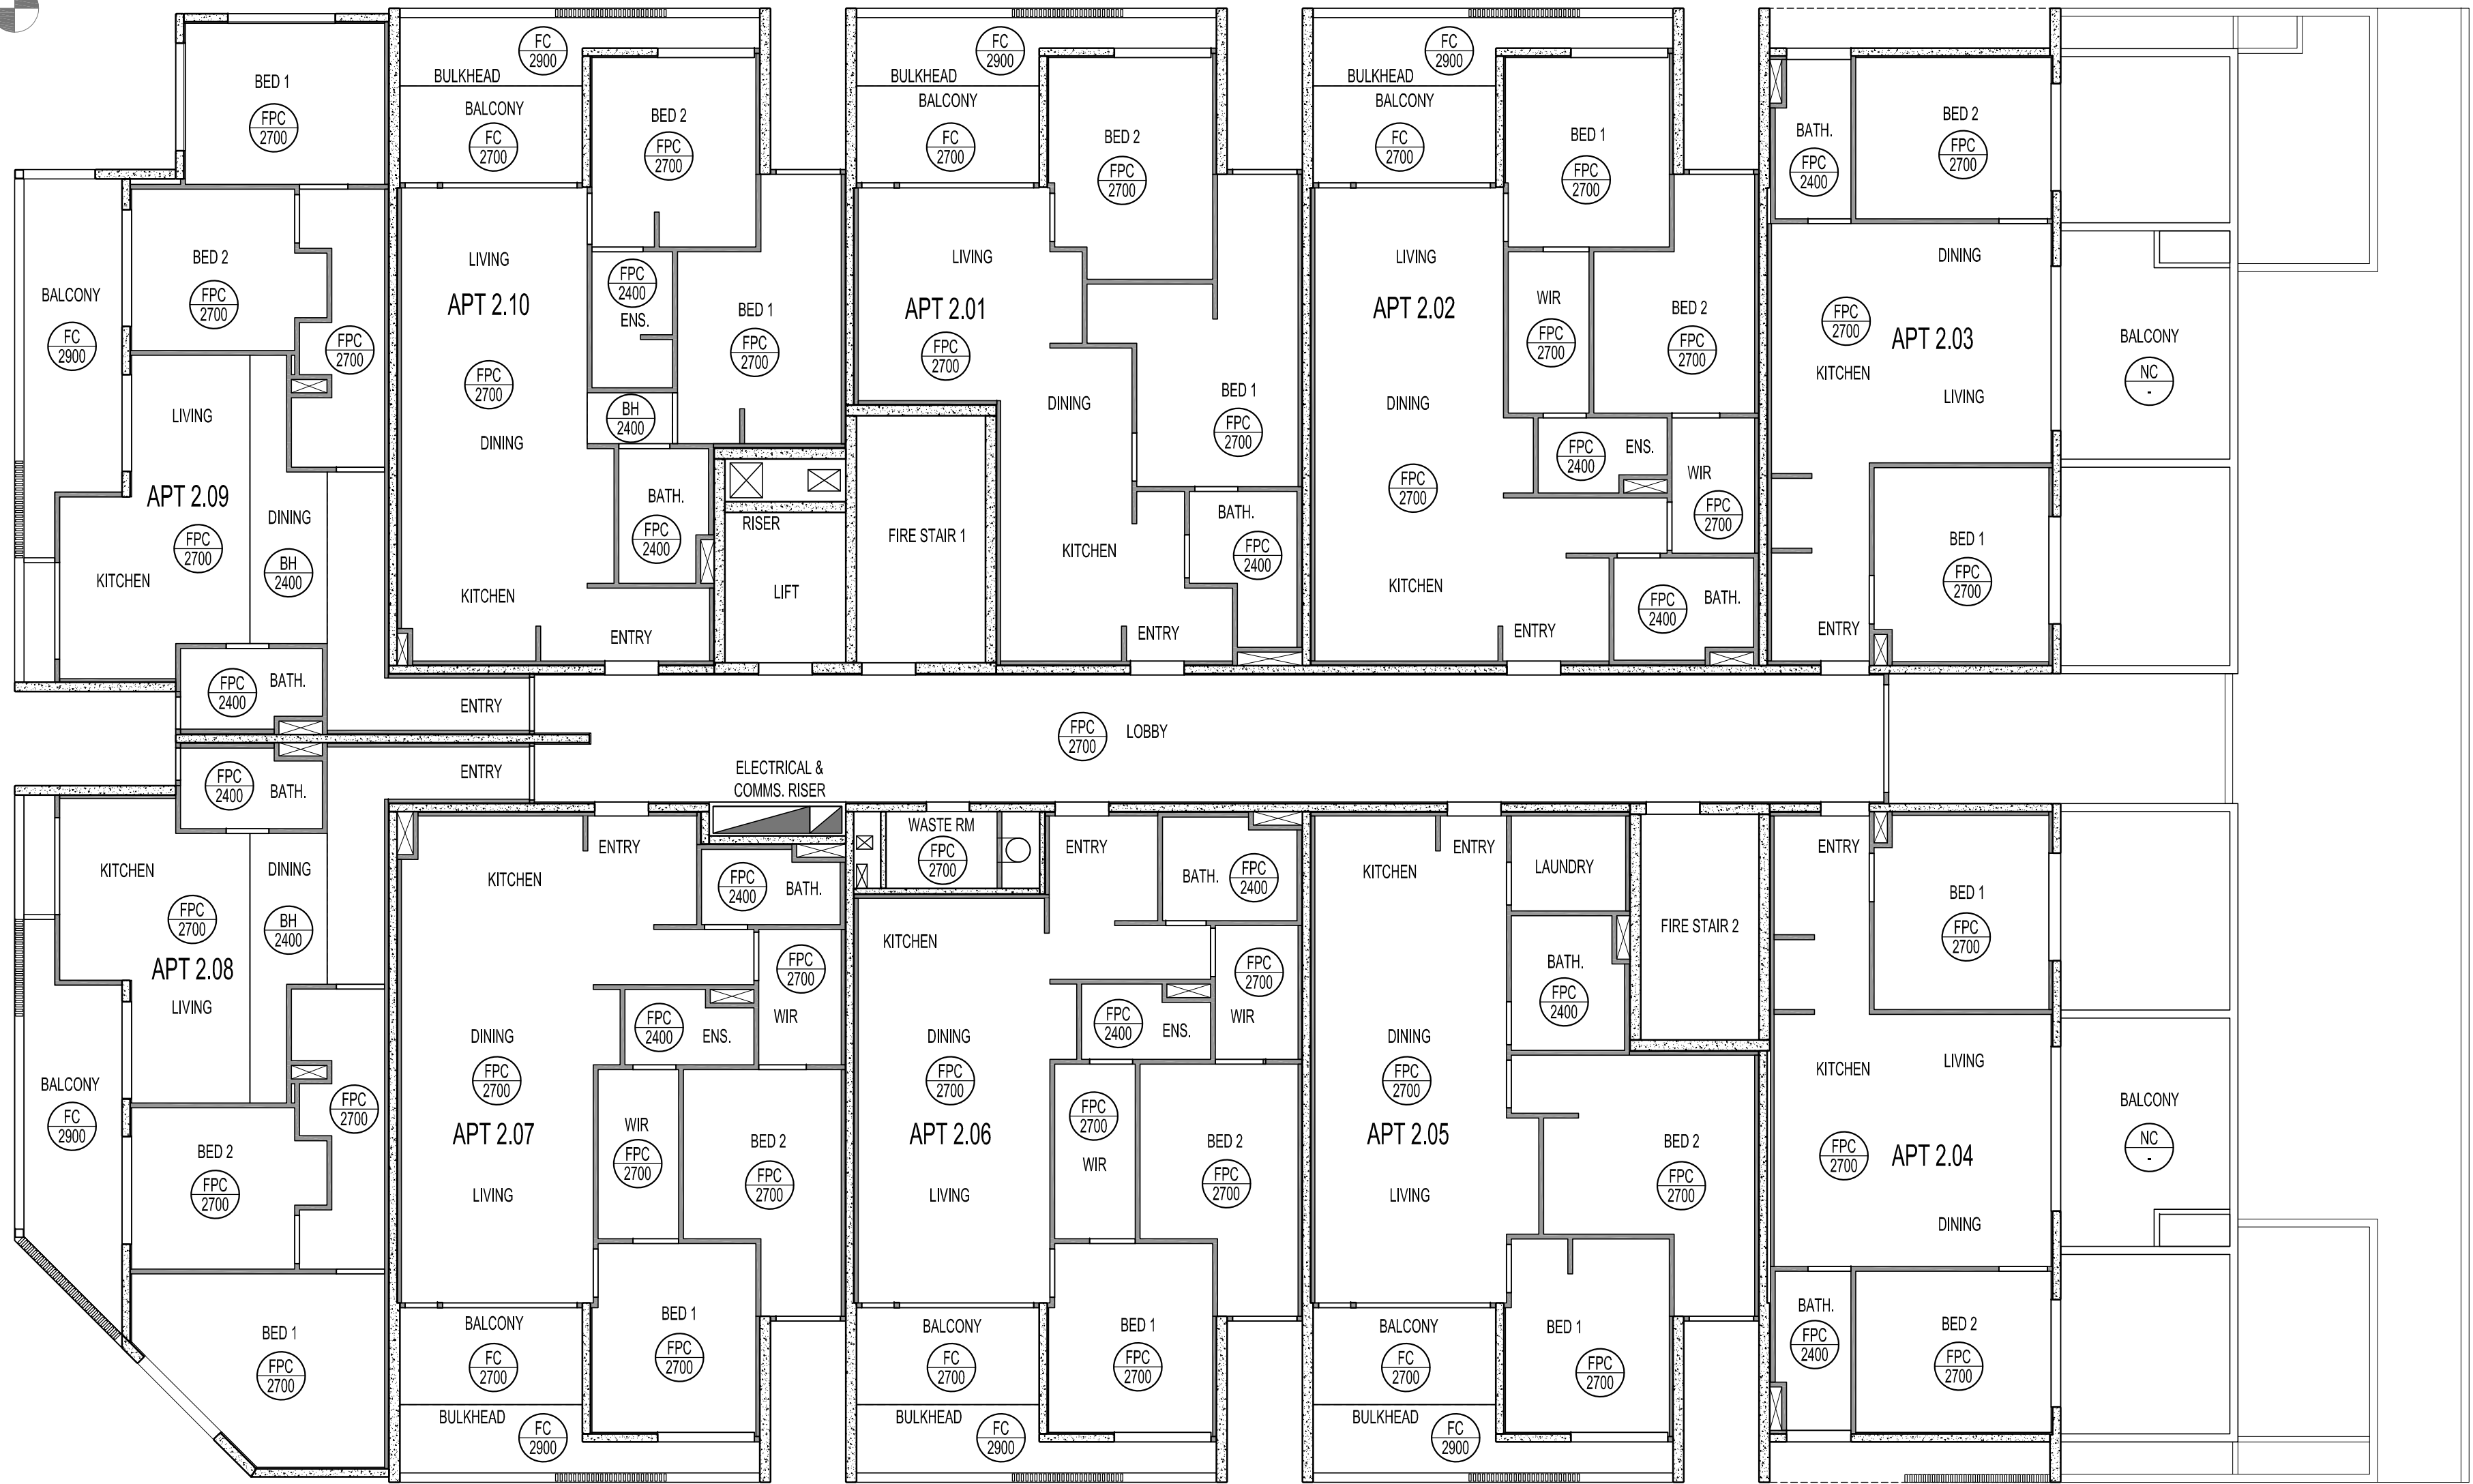 BED 1
FPC
2700
BED 2
FPC
2700
BALCONY
FC
2900
FPC
2700
LIVING
APT 2.09
FPC
2700
DINING
BH
2400
KITCHEN
FPC
2400
BATH.
ENTRY
FC
2900
BULKHEAD
BALCONY
FC
2700
BED 2
FPC
2700
LIVING
APT 2.10
FPC
2400
ENS.
BED 1
FPC
2700
FPC
2700
BH
2400
DINING
BATH.
FPC
2400
KITCHEN
ENTRY
RISER
LIFT
FIRE STAIR 1
FC
2900
BULKHEAD
BALCONY
FC
2700
BED 2
FPC
2700
LIVING
APT 2.01
FPC
2700
DINING
BED 1
FPC
2700
BATH.
FPC
2400
KITCHEN
ENTRY
FC
2900
BULKHEAD
BALCONY
FC
2700
BED 1
FPC
2700
LIVING
APT 2.02
WIR
FPC
2700
BED 2
FPC
2700
DINING
FPC
2700
FPC
2400
ENS.
WIR
FPC
2700
KITCHEN
FPC
2400
BATH.
ENTRY
BATH.
FPC
2400
BED 2
FPC
2700
DINING
FPC
2700
APT 2.03
KITCHEN
LIVING
BALCONY
NC
-
BED 1
FPC
2700
ENTRY
FPC
2700
LOBBY
ELECTRICAL &
COMMS. RISER
ENTRY
FPC
2400
BATH.
KITCHEN
DINING
FPC
2700
BH
2400
APT 2.08
LIVING
BALCONY
FC
2900
FPC
2700
BED 2
FPC
2700
BED 1
FPC
2700
ENTRY
KITCHEN
FPC
2400
BATH.
FPC
2700
WIR
FPC
2400
ENS.
DINING
FPC
2700
APT 2.07
WIR
FPC
2700
BED 2
FPC
2700
LIVING
BED 1
FPC
2700
BALCONY
FC
2700
BULKHEAD
FC
2900
WASTE RM
FPC
2700
ENTRY
BATH.
FPC
2400
KITCHEN
FPC
2700
WIR
FPC
2400
ENS.
DINING
FPC
2700
APT 2.06
FPC
2700
WIR
BED 2
FPC
2700
LIVING
BED 1
FPC
2700
BALCONY
FC
2700
BULKHEAD
FC
2900
ENTRY
KITCHEN
LAUNDRY
FIRE STAIR 2
BATH.
FPC
2400
DINING
FPC
2700
APT 2.05
BED 2
FPC
2700
LIVING
BED 1
FPC
2700
BALCONY
FC
2700
BULKHEAD
FC
2900
ENTRY
BED 1
FPC
2700
KITCHEN
LIVING
FPC
2700
APT 2.04
BALCONY
NC
-
DINING
BATH.
FPC
2400
BED 2
FPC
2700